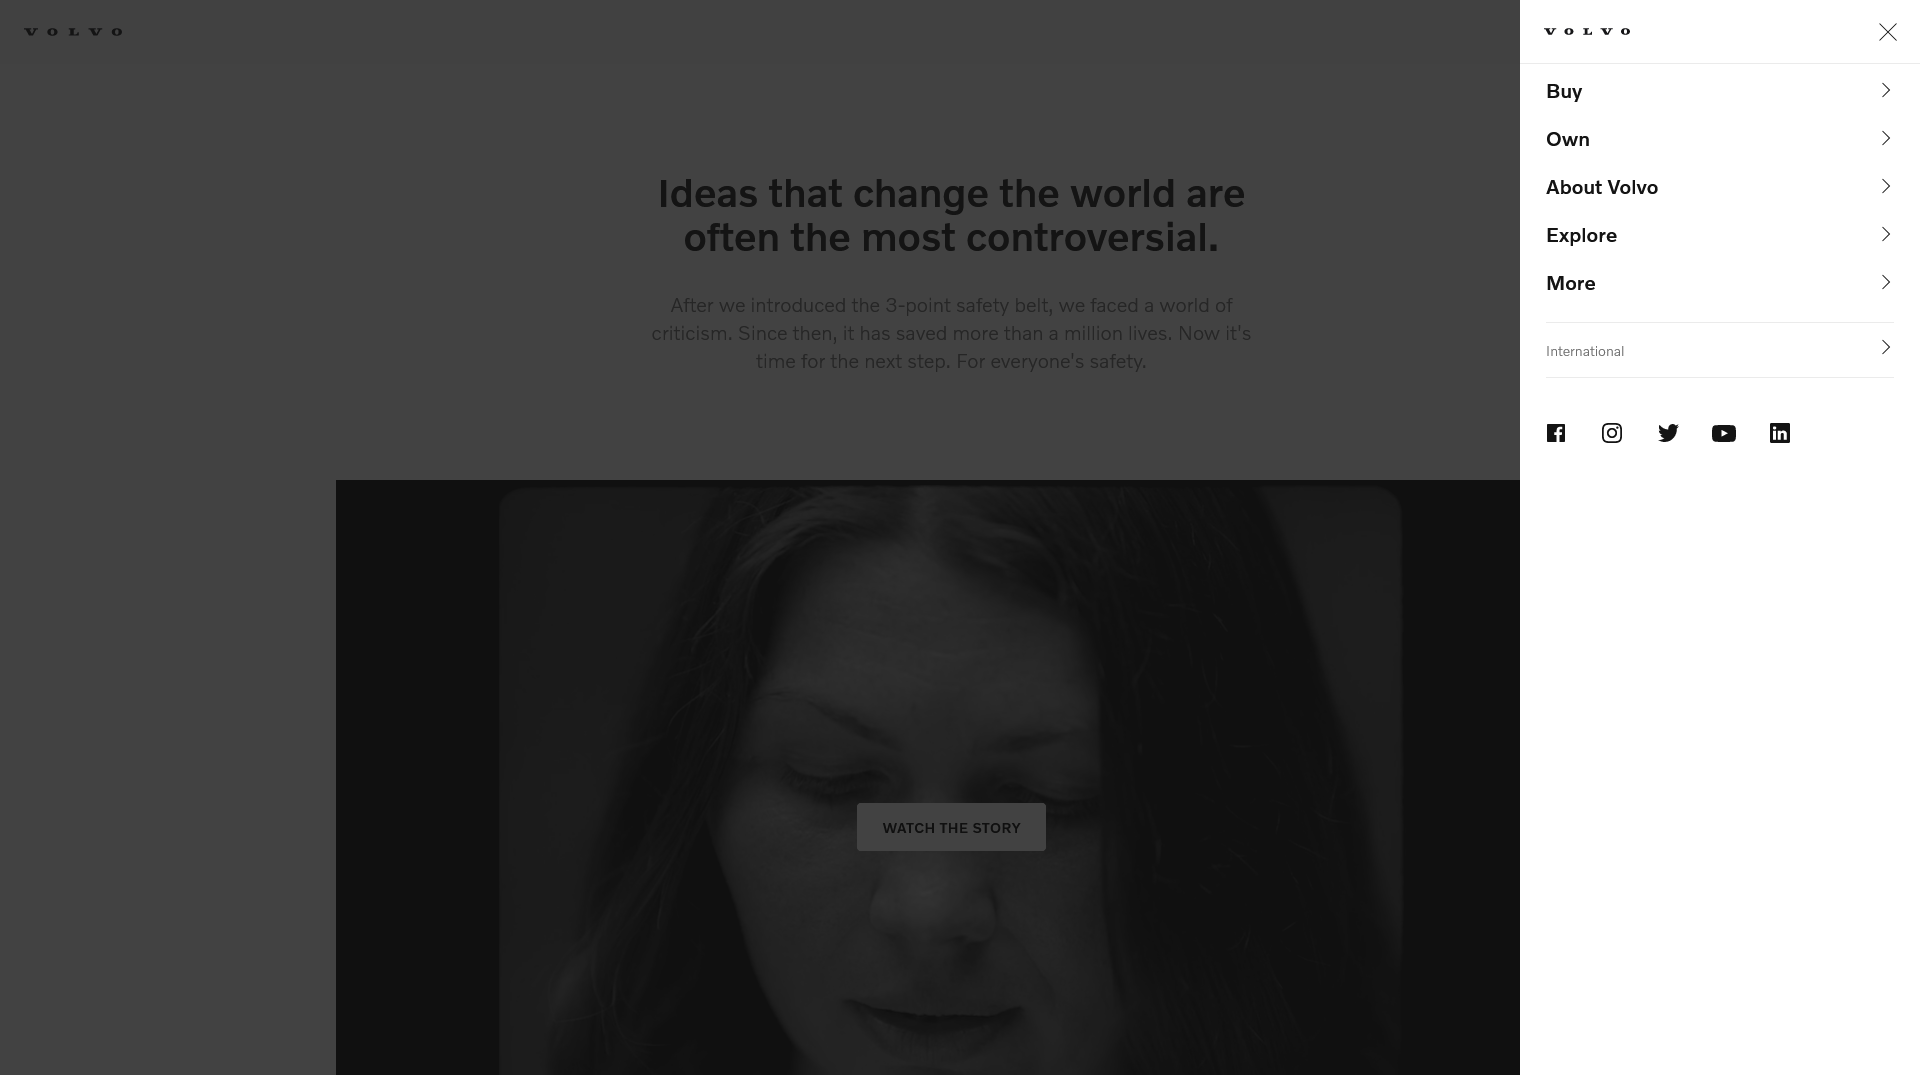 VOLVO
VOLVO
Buy
Own
About Volvo
Explore
More
International
Ideas that change the world are
often the most controversial.
After we introduced the 3-point safety belt, we faced a world of
criticism. Since then, it has saved more than a million lives. Now it's
time for the next step. For everyone's safety.
WATCH THE STORY